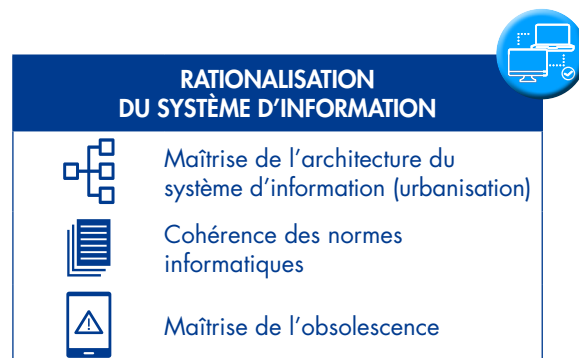 RATIONALISATION
DU SYSTÈME D’INFORMATION
Maîtrise de l’architecture du
système d’information (urbanisation)
Cohérence des normes
informatiques
Maîtrise de l’obsolescence